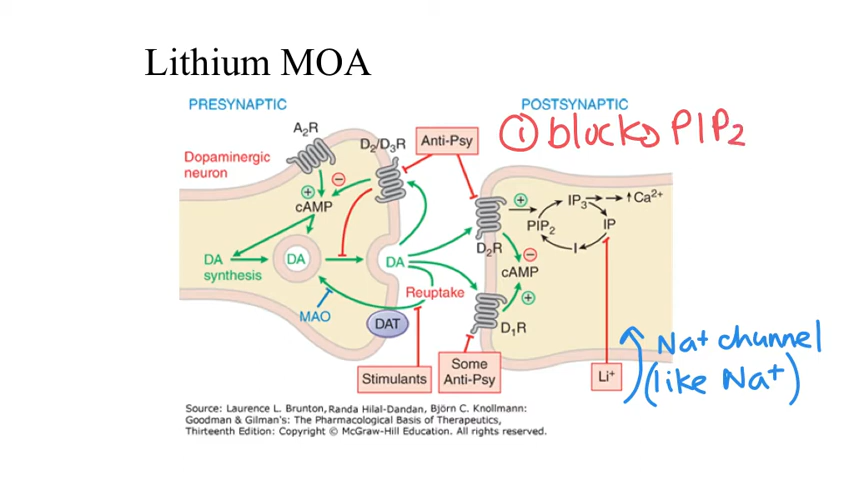 Lithium MOA
PRESYNAPTIC
POSTSYNAPTIC
① blocks PIP2
A2R
D2/D3R
Anti-Psy
Dopaminergic
neuron
⊕
⊖
cAMP
DA
synthesis
DA
DA
MAO
DAT
Reuptake
Stimulants
Some
Anti-Psy
D2R
⊕
PIP2
IP3
↑Ca2+
IP
I
⊖
cAMP
⊕
D1R
Li+
Na+ channel
(like Na+)
Source: Laurence L. Brunton, Randa Hilal-Dandan, Björn C. Knollmann:
Goodman & Gilman's: The Pharmacological Basis of Therapeutics,
Thirteenth Edition: Copyright © McGraw-Hill Education. All rights reserved.